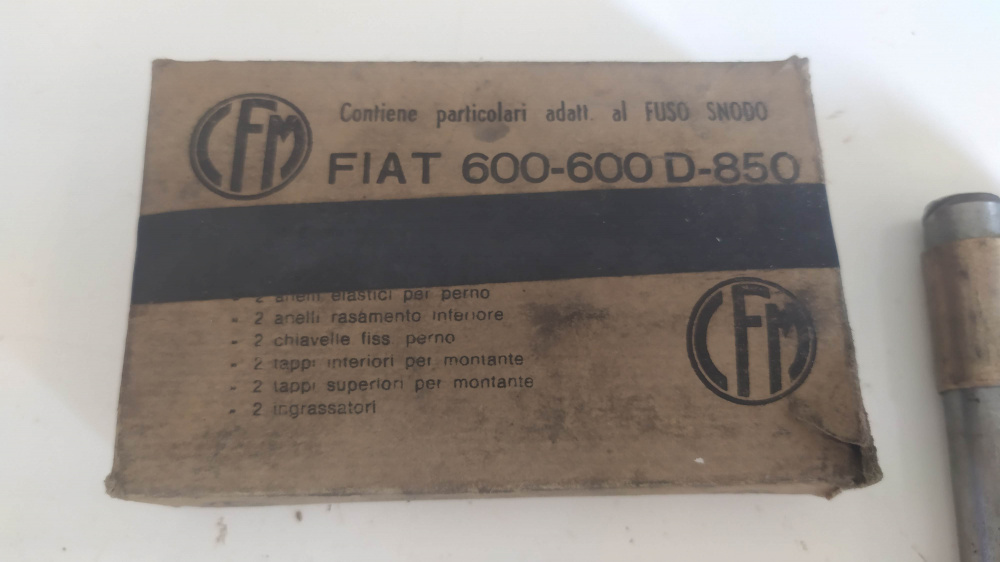 CFM
Contiene particolari adatt. al FUSO SNODO
FIAT 600-600 D-850
- 2 anelli elastici per perno
- 2 anelli rasamento inferiore
- 2 chiavelle fiss. perno
- 2 tappi inferiori per montante
- 2 tappi superiori per montante
- 2 ingrassatori
CFM